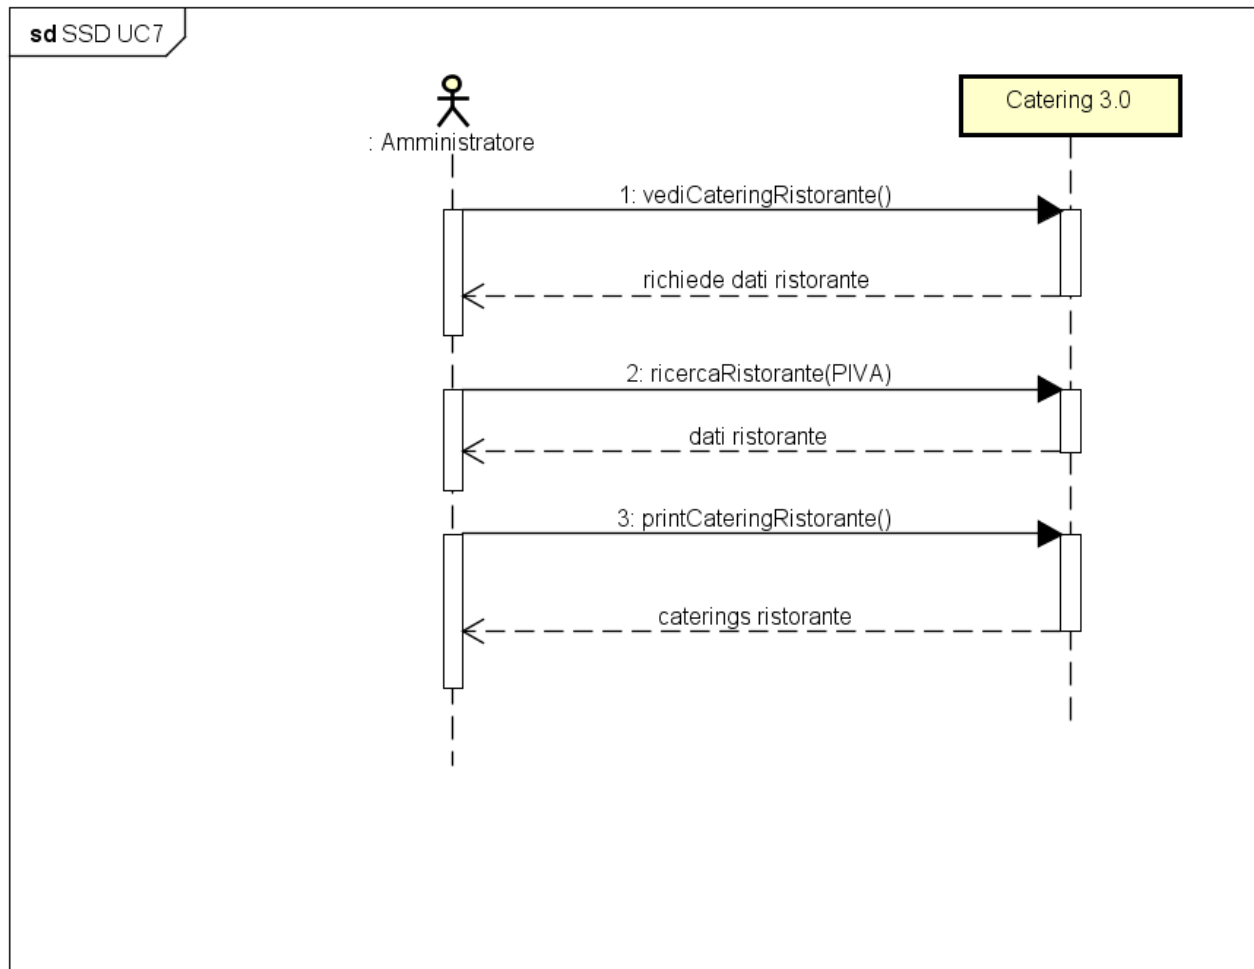 sd SSD UC7
: Amministratore
Catering 3.0
1: vediCateringRistorante()
richiede dati ristorante
2: ricercaRistorante(PIVA)
dati ristorante
3: printCateringRistorante()
caterings ristorante